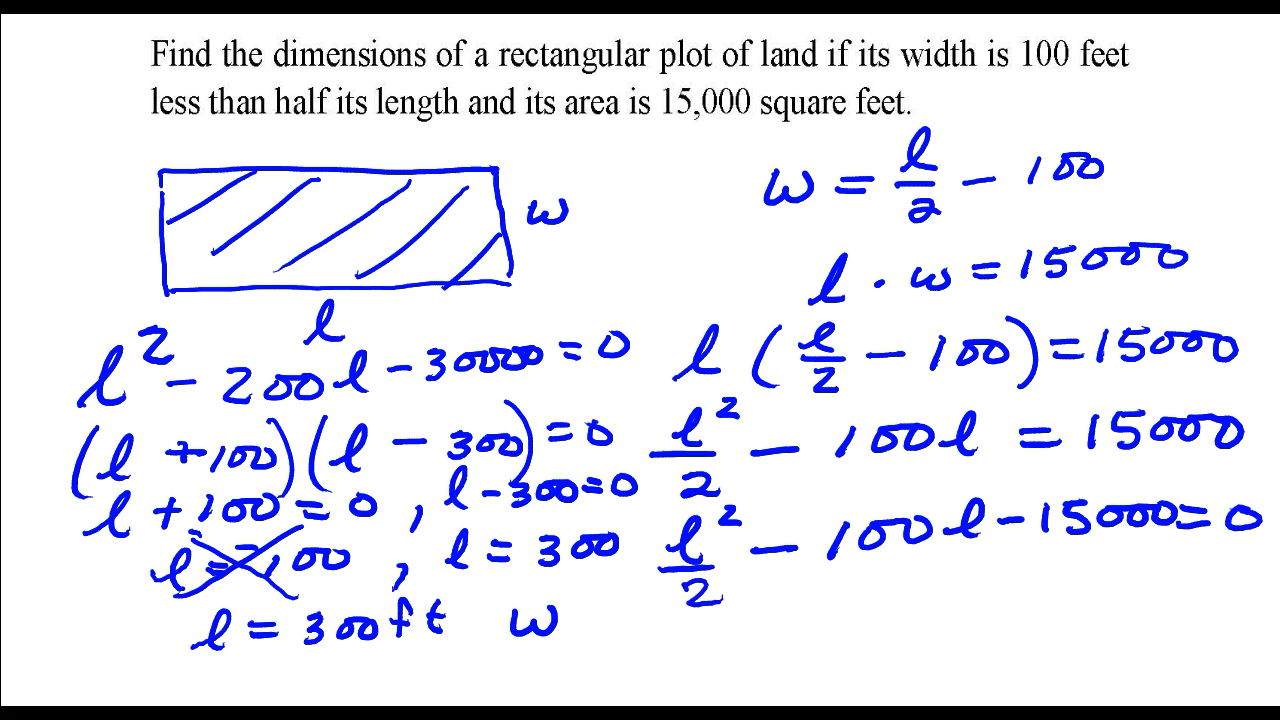 Find the dimensions of a rectangular plot of land if its width is 100 feet
less than half its length and its area is 15,000 square feet.
w
l
w = l/2 - 100
l · w = 15000
l ( l/2 - 100 ) = 15000
l²/2 - 100l = 15000
l²/2 - 100l - 15000 = 0
l² - 200l - 30000 = 0
(l + 100)(l - 300) = 0
l + 100 = 0 , l - 300 = 0
l = -100 , l = 300
l = 300 ft w